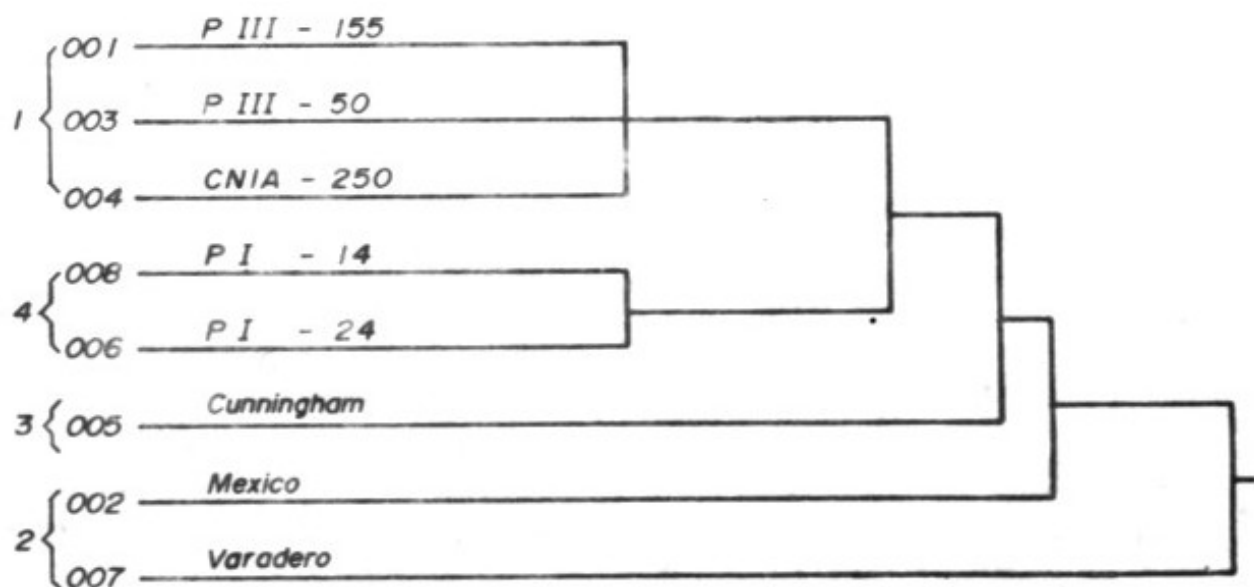 001 P III - 155
1 { 003 P III - 50
004 CNIA - 250
008 P I - 14
4 {
006 P I - 24
3 { 005 Cunningham
002 Mexico
2 {
007 Varadero